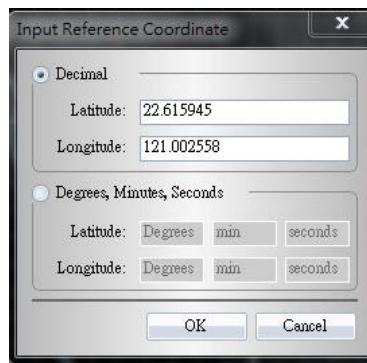 Input Reference Coordinate x
Decimal
Latitude: 22.615945
Longitude: 121.002558
Degrees, Minutes, Seconds
Latitude: Degrees min seconds
Longitude: Degrees min seconds
OK Cancel